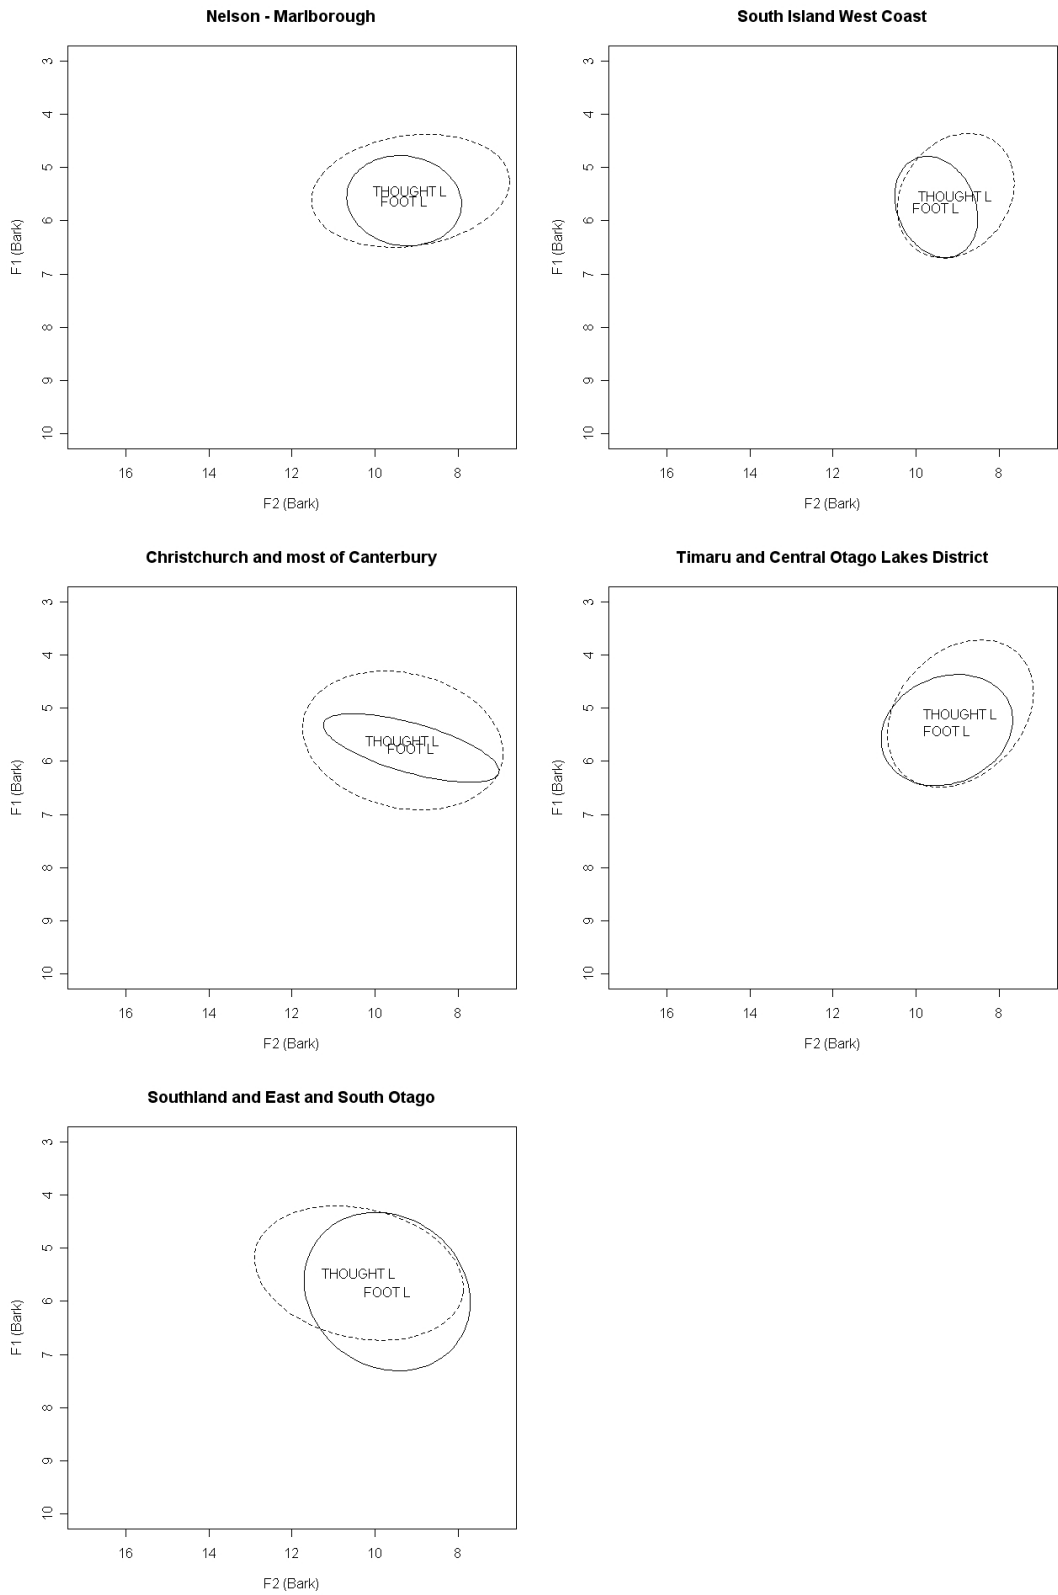 Nelson - Marlborough
3
4
5
6
7
8
9
10
F1 (Bark)
THOUGHT L
FOOT L
16 14 12 10 8
F2 (Bark)
South Island West Coast
3
4
5
6
7
8
9
10
F1 (Bark)
THOUGHT L
FOOT L
16 14 12 10 8
F2 (Bark)
Christchurch and most of Canterbury
3
4
5
6
7
8
9
10
F1 (Bark)
THOUGHT L
FOOT L
16 14 12 10 8
F2 (Bark)
Timaru and Central Otago Lakes District
3
4
5
6
7
8
9
10
F1 (Bark)
THOUGHT L
FOOT L
16 14 12 10 8
F2 (Bark)
Southland and East and South Otago
3
4
5
6
7
8
9
10
F1 (Bark)
THOUGHT L
FOOT L
16 14 12 10 8
F2 (Bark)